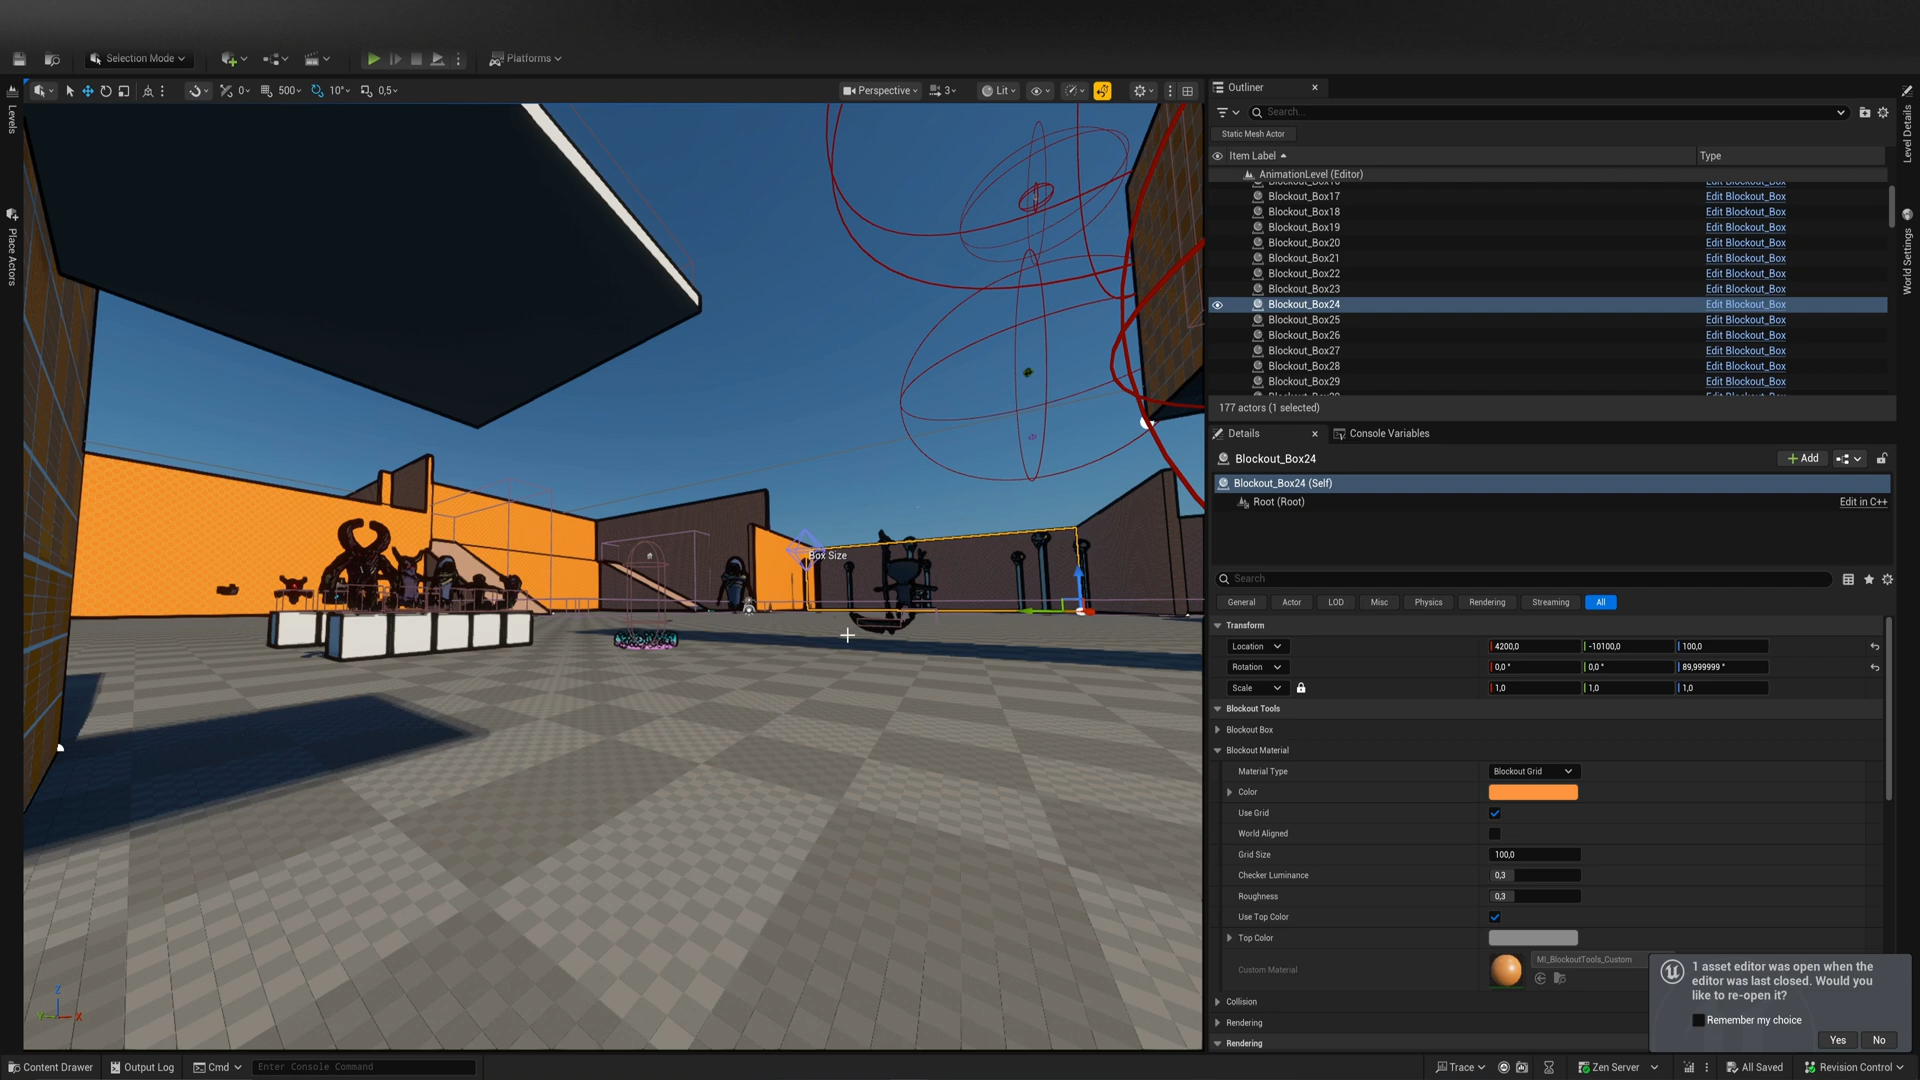 Selection Mode
Platforms
0
500
10°
0,5
Perspective
3
Lit
Levels
Place Actors
Box Size
Z
Y
X
Outliner
Search...
Static Mesh Actor
Item Label
Type
AnimationLevel (Editor)
Edit Blockout_Box
Blockout_Box17
Edit Blockout_Box
Blockout_Box18
Edit Blockout_Box
Blockout_Box19
Edit Blockout_Box
Blockout_Box20
Edit Blockout_Box
Blockout_Box21
Edit Blockout_Box
Blockout_Box22
Edit Blockout_Box
Blockout_Box23
Edit Blockout_Box
Blockout_Box24
Edit Blockout_Box
Blockout_Box25
Edit Blockout_Box
Blockout_Box26
Edit Blockout_Box
Blockout_Box27
Edit Blockout_Box
Blockout_Box28
Edit Blockout_Box
Blockout_Box29
Edit Blockout_Box
177 actors (1 selected)
Level Details
World Settings
Details
Console Variables
Blockout_Box24
Add
Blockout_Box24 (Self)
Root (Root)
Edit in C++
Search
General
Actor
LOD
Misc
Physics
Rendering
Streaming
All
Transform
Location
4200,0
-10100,0
100,0
Rotation
0,0 °
0,0 °
89,999999 °
Scale
1,0
1,0
1,0
Blockout Tools
Blockout Box
Blockout Material
Material Type
Blockout Grid
Color
Use Grid
World Aligned
Grid Size
100,0
Checker Luminance
0,3
Roughness
0,3
Use Top Color
Top Color
Custom Material
MI_BlockoutTools_Custom
Collision
Rendering
Rendering
1 asset editor was open when the
editor was last closed. Would you
like to re-open it?
Remember my choice
Yes
No
Content Drawer
Output Log
Cmd
Enter Console Command
Trace
Zen Server
All Saved
Revision Control